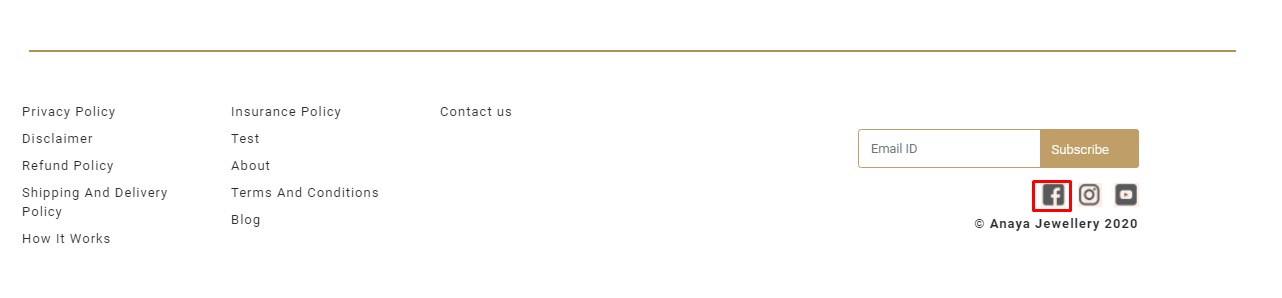 Privacy Policy
Disclaimer
Refund Policy
Shipping And Delivery
Policy
How It Works
Insurance Policy
Test
About
Terms And Conditions
Blog
Contact us
Email ID
Subscribe
© Anaya Jewellery 2020